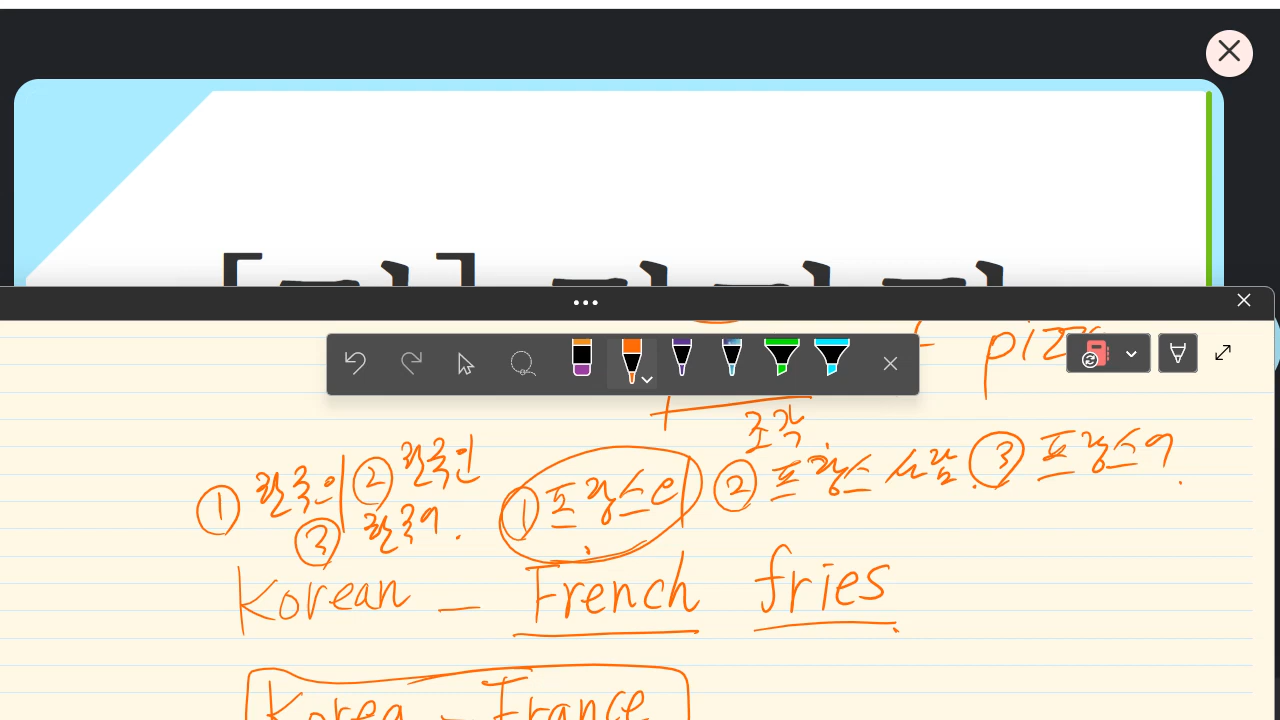 pizza
조각
① 한국의 ② 한국인 ① 프랑스의 ② 프랑스 사람 ③ 프랑스어.
③ 한국어.
Korean — French fries.
Korea — France